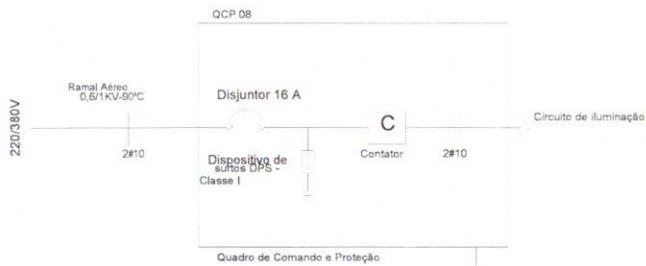 QCP 08
220/380V
Ramal Aéreo
0,6/1KV-90ºC
2#10
Disjuntor 16 A
Dispositivo de
surtos DPS -
Classe I
C
Contator
2#10
Circuito de iluminação
Quadro de Comando e Proteção